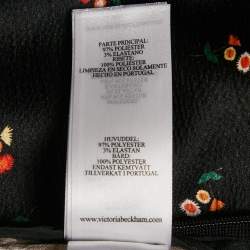 PARTE PRINCIPAL:
97% POLIESTER
3% ELASTANO
RIBETE:
100% POLIESTER
LIMPIEZA EN SECO SOLAMENTE
HECHO EN PORTUGAL
HUVUDDEL:
97% POLYESTER
3% ELASTAN
BÅRD:
100% POLYESTER
ENDAST KEMTVÄTT
TILLVERKAT I PORTUGAL
www.victoriabeckham.com